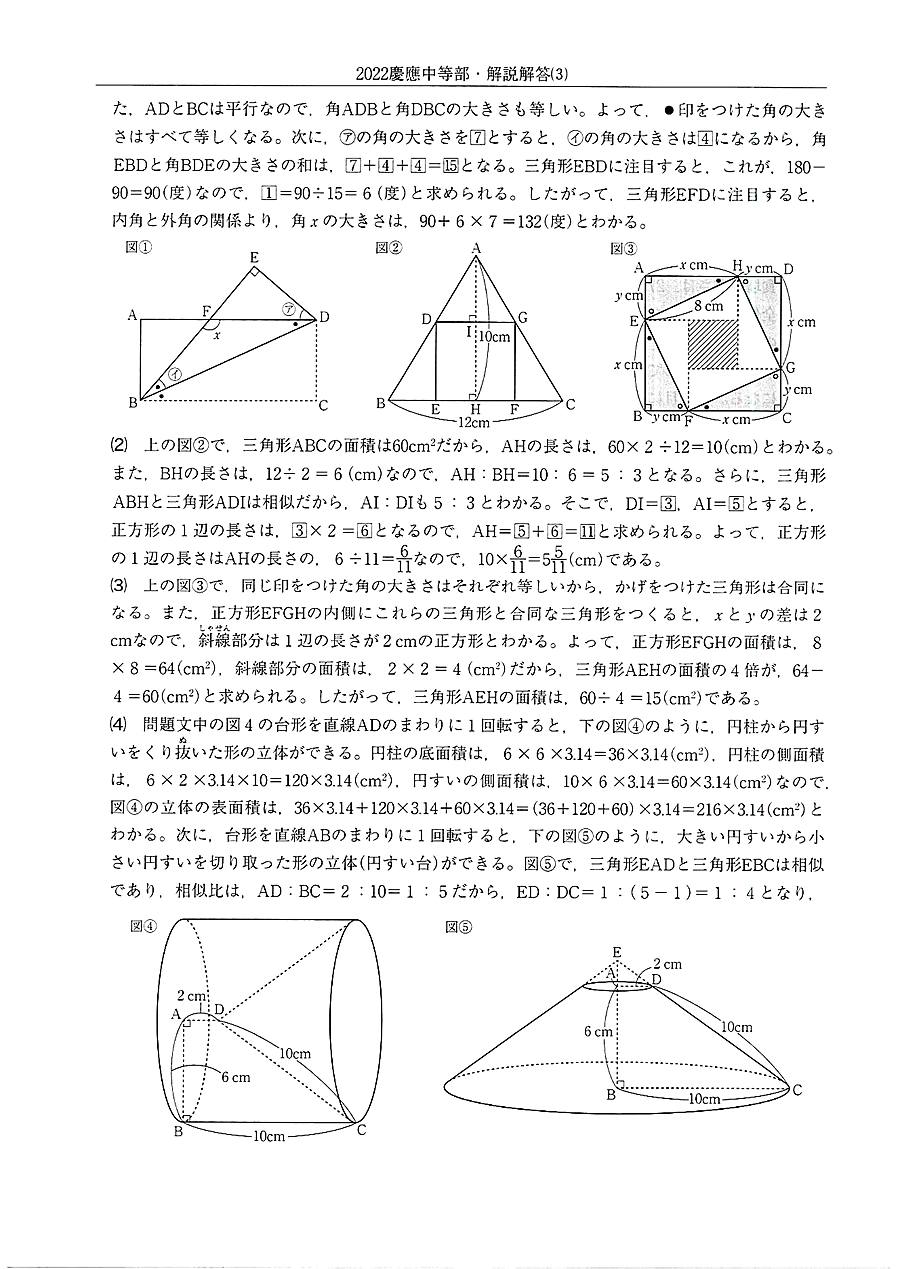 2022慶應中等部・解説解答(3)
た，ADとBCは平行なので，角ADBと角DBCの大きさも等しい。よって，●印をつけた角の大き
さはすべて等しくなる。次に，㋐の角の大きさを⑦とすると，㋑の角の大きさは④になるから，角
EBDと角BDEの大きさの和は，⑦＋④＋④＝⑮となる。三角形EBDに注目すると，これが，180－
90＝90(度)なので，①＝90÷15＝6(度)と求められる。したがって，三角形EFDに注目すると，
内角と外角の関係より，角xの大きさは，90＋6×7＝132(度)とわかる。
図①
E
A
F
㋐
D
x
㋑
B
C
図②
A
D
I
G
10cm
B
E
H
F
C
12cm
図③
A
x cm
H
y cm
D
y cm
8 cm
E
x cm
x cm
G
y cm
B
y cm
F
x cm
C
(2)　上の図②で，三角形ABCの面積は60cm²だから，AHの長さは，60×2÷12＝10(cm)とわかる。
また，BHの長さは，12÷2＝6(cm)なので，AH：BH＝10：6＝5：3となる。さらに，三角形
ABHと三角形ADIは相似だから，AI：DIも5：3とわかる。そこで，DI＝③，AI＝⑤とすると，
正方形の1辺の長さは，③×2＝⑥となるので，AH＝⑤＋⑥＝⑪と求められる。よって，正方形
の1辺の長さはAHの長さの，6÷11＝6/11なので，10×6/11＝5 5/11(cm)である。
(3)　上の図③で，同じ印をつけた角の大きさはそれぞれ等しいから，かげをつけた三角形は合同に
なる。また，正方形EFGHの内側にこれらの三角形と合同な三角形をつくると，xとyの差は2
cmなので，斜線部分は1辺の長さが2cmの正方形とわかる。よって，正方形EFGHの面積は，8
×8＝64(cm²)，斜線部分の面積は，2×2＝4(cm²)だから，三角形AEHの面積の4倍が，64－
4＝60(cm²)と求められる。したがって，三角形AEHの面積は，60÷4＝15(cm²)である。
(4)　問題文中の図4の台形を直線ADのまわりに1回転すると，下の図④のように，円柱から円す
いをくり抜いた形の立体ができる。円柱の底面積は，6×6×3.14＝36×3.14(cm²)，円柱の側面積
は，6×2×3.14×10＝120×3.14(cm²)，円すいの側面積は，10×6×3.14＝60×3.14(cm²)なので，
図④の立体の表面積は，36×3.14＋120×3.14＋60×3.14＝(36＋120＋60)×3.14＝216×3.14(cm²)と
わかる。次に，台形を直線ABのまわりに1回転すると，下の図⑤のように，大きい円すいから小
さい円すいを切り取った形の立体(円すい台)ができる。図⑤で，三角形EADと三角形EBCは相似
であり，相似比は，AD：BC＝2：10＝1：5だから，ED：DC＝1：(5－1)＝1：4となり，
図④
2 cm
A
D
10cm
6 cm
B
10cm
C
図⑤
E
A
2 cm
D
6 cm
10cm
B
10cm
C